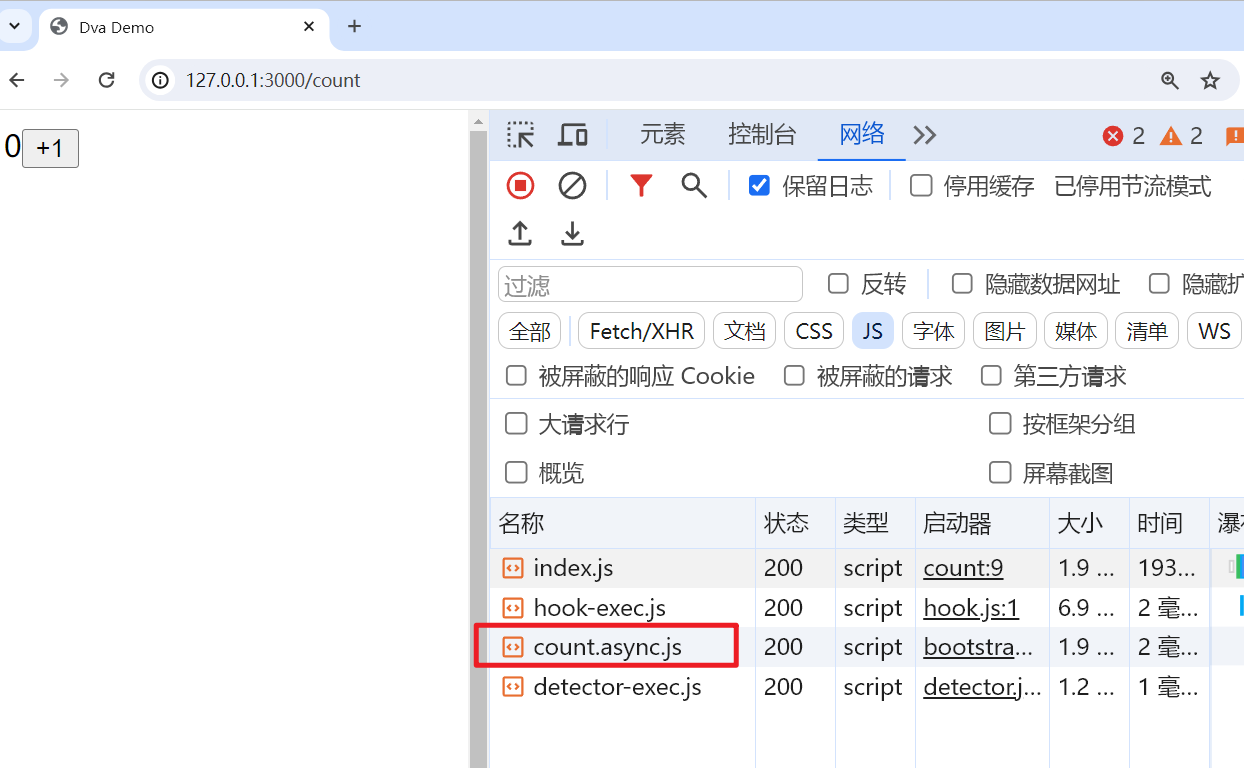 Dva Demo
127.0.0.1:3000/count
0 +1
元素 控制台 网络 2 2
保留日志 停用缓存 已停用节流模式
过滤 反转 隐藏数据网址 隐藏扩
全部 Fetch/XHR 文档 CSS JS 字体 图片 媒体 清单 WS
被屏蔽的响应 Cookie 被屏蔽的请求 第三方请求
大请求行 按框架分组
概览 屏幕截图
名称 状态 类型 启动器 大小 时间 瀑布
index.js 200 script count:9 1.9 ... 193...
hook-exec.js 200 script hook.js:1 6.9 ... 2 毫...
count.async.js 200 script bootstra... 1.9 ... 2 毫...
detector-exec.js 200 script detector.j... 1.2 ... 1 毫...